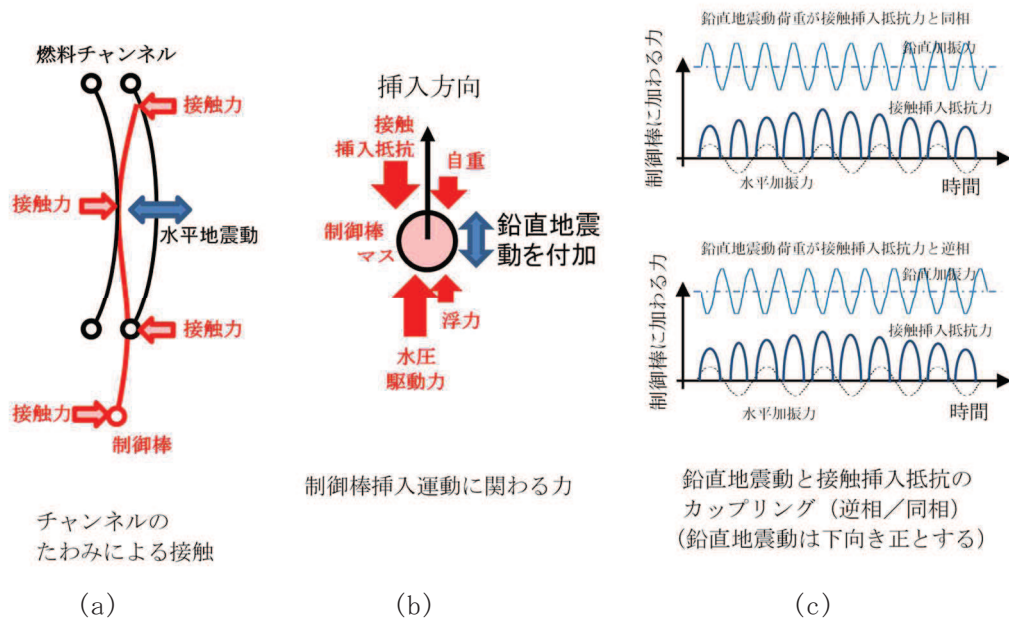 燃料チャンネル
接触力
接触力
水平地震動
接触力
接触力
制御棒
チャンネルの
たわみによる接触
(a)
挿入方向
接触
挿入抵抗
自重
制御棒
マス
鉛直地震
動を付加
浮力
水圧
駆動力
制御棒挿入運動に関わる力
(b)
鉛直地震動荷重が接触挿入抵抗力と同相
鉛直加振力
接触挿入抵抗力
制御棒に加わる力
水平加振力
時間
鉛直地震動荷重が接触挿入抵抗力と逆相
鉛直加振力
接触挿入抵抗力
制御棒に加わる力
水平加振力
時間
鉛直地震動と接触挿入抵抗の
カップリング（逆相／同相）
（鉛直地震動は下向き正とする）
(c)